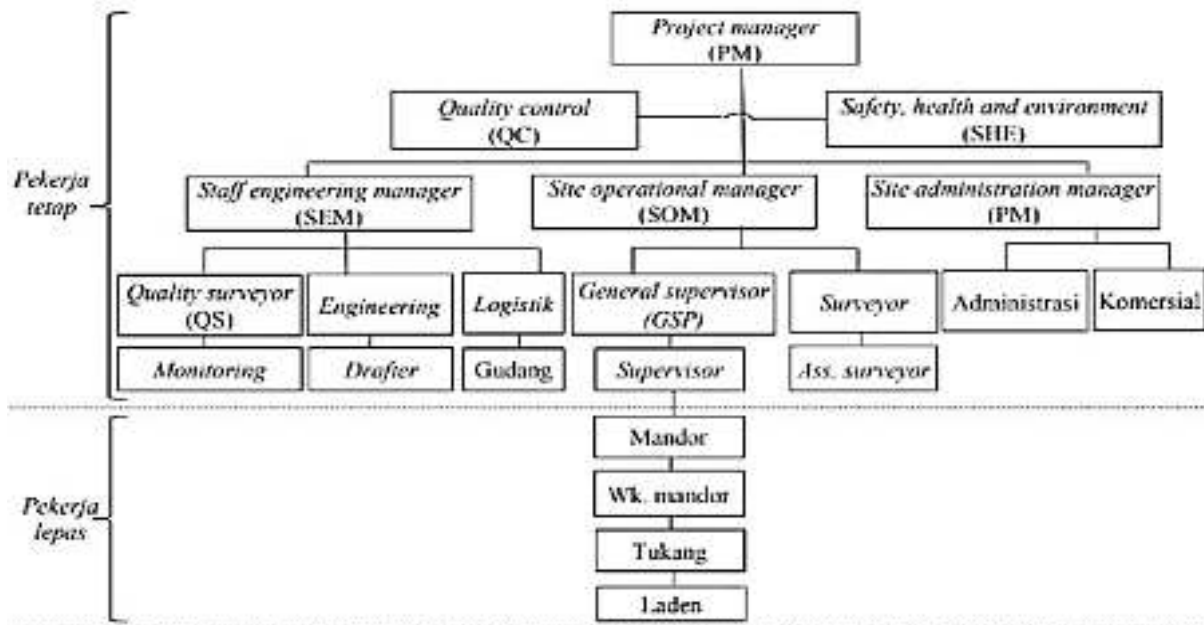 Project manager
(PM)
Quality control
(QC)
Safety, health and environment
(SHE)
Pekerja
tetap
Staff engineering manager
(SEM)
Site operational manager
(SOM)
Site administration manager
(PM)
Quality surveyor
(QS)
Engineering
Logistik
General supervisor
(GSP)
Surveyor
Administrasi
Komersial
Monitoring
Drafter
Gudang
Supervisor
Ass. surveyor
Pekerja
lepas
Mandor
Wk. mandor
Tukang
Laden